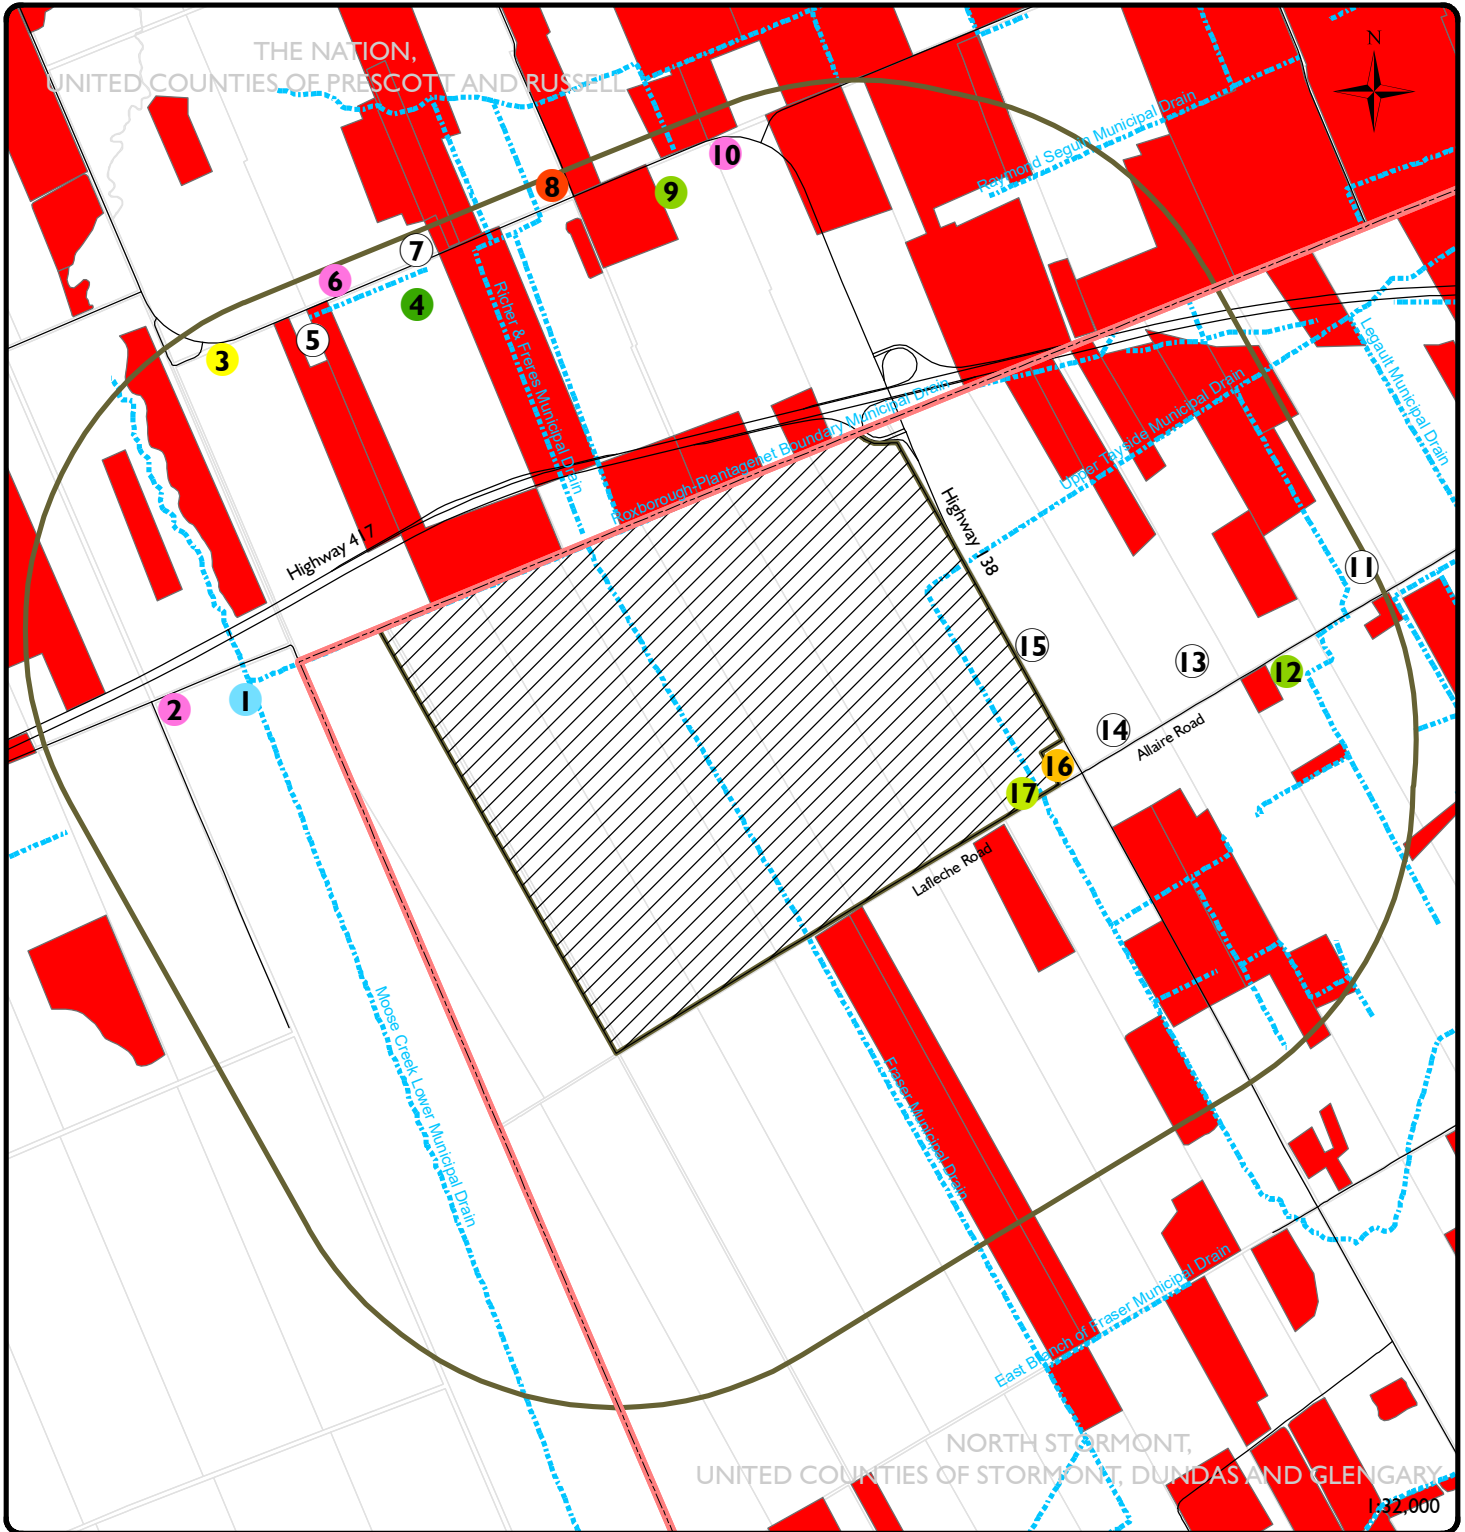 THE NATION,
UNITED COUNTIES OF PRESCOTT AND RUSSELL
N
Raymond Seguin Municipal Drain
10
8
9
7
6
4
5
3
Richer & Freres Municipal Drain
Legault Municipal Drain
Upper Tayside Municipal Drain
Roxborough-Plantagenet Boundary Municipal Drain
Highway 417
Highway 138
11
15
13
12
2
1
14
Allaire Road
16
17
Lafleche Road
Moose Creek Lower Municipal Drain
Fraser Municipal Drain
East Branch of Fraser Municipal Drain
NORTH STORMONT,
UNITED COUNTIES OF STORMONT, DUNDAS AND GLENGARY
1:32,000